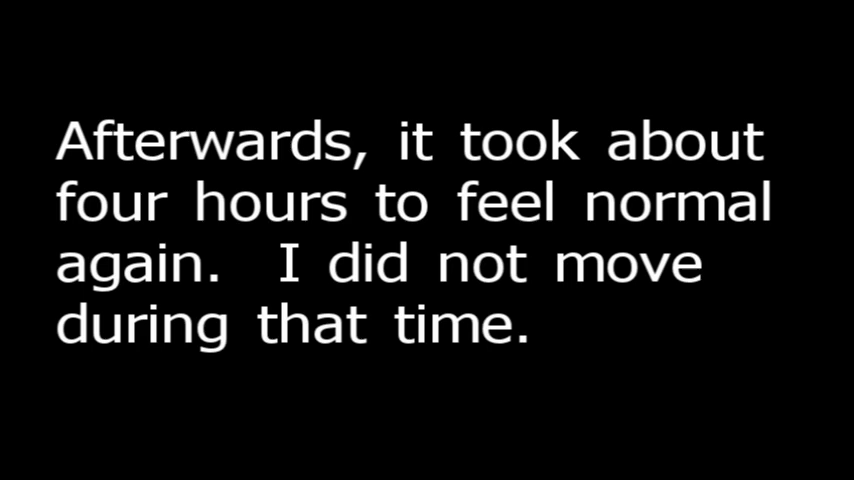 Afterwards, it took about
four hours to feel normal
again.  I did not move
during that time.